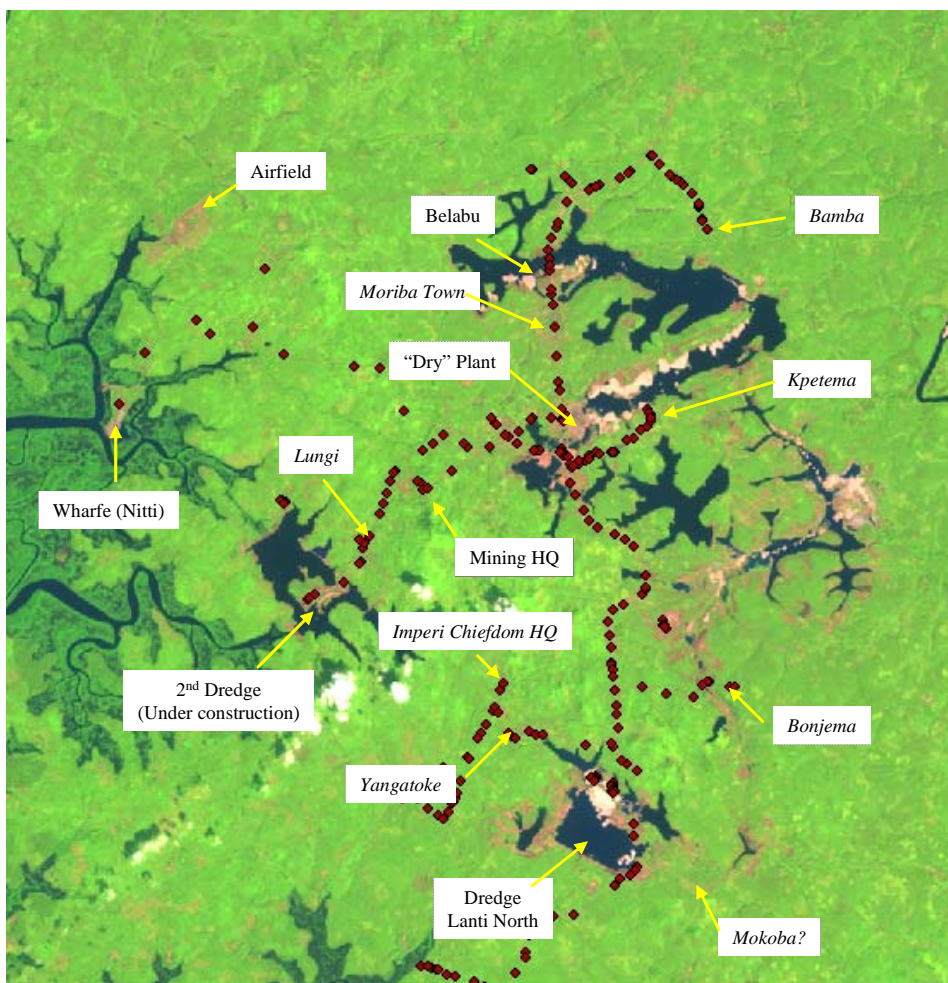 Airfield
Belabu
Bamba
Moriba Town
“Dry” Plant
Kpetema
Lungi
Wharfe (Nitti)
Mining HQ
Imperi Chiefdom HQ
2nd Dredge
(Under construction)
Bonjema
Yangatoke
Dredge
Lanti North
Mokoba?